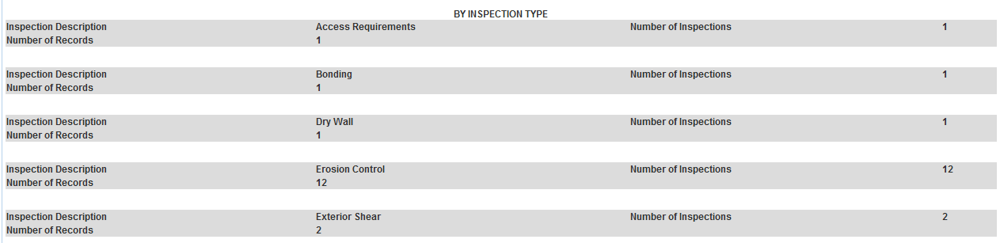 BY INSPECTION TYPE
Inspection Description Access Requirements Number of Inspections 1
Number of Records 1
Inspection Description Bonding Number of Inspections 1
Number of Records 1
Inspection Description Dry Wall Number of Inspections 1
Number of Records 1
Inspection Description Erosion Control Number of Inspections 12
Number of Records 12
Inspection Description Exterior Shear Number of Inspections 2
Number of Records 2